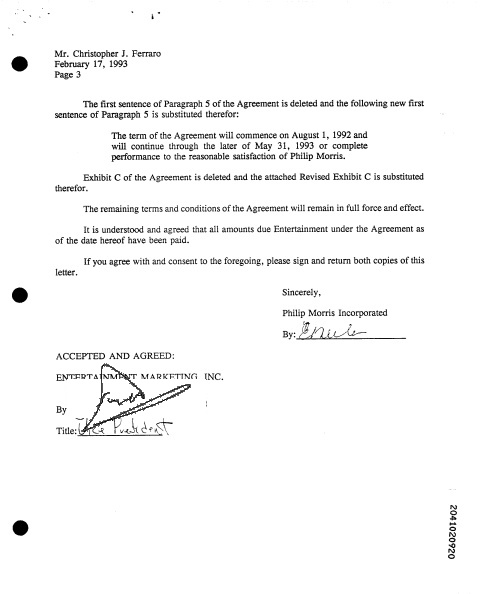 Mr. Christopher J. Ferraro
February 17, 1993
Page 3
The first sentence of Paragraph 5 of the Agreement is deleted and the following new first
sentence of Paragraph 5 is substituted therefor:
The term of the Agreement will commence on August 1, 1992 and
will continue through the later of May 31, 1993 or complete
performance to the reasonable satisfaction of Philip Morris.
Exhibit C of the Agreement is deleted and the attached Revised Exhibit C is substituted
therefor.
The remaining terms and conditions of the Agreement will remain in full force and effect.
It is understood and agreed that all amounts due Entertainment under the Agreement as
of the date hereof have been paid.
If you agree with and consent to the foregoing, please sign and return both copies of this
letter.
Sincerely,
Philip Morris Incorporated
By:
ACCEPTED AND AGREED:
ENTERTAINMENT MARKETING, INC.
By
Title: Vice President
2041020920